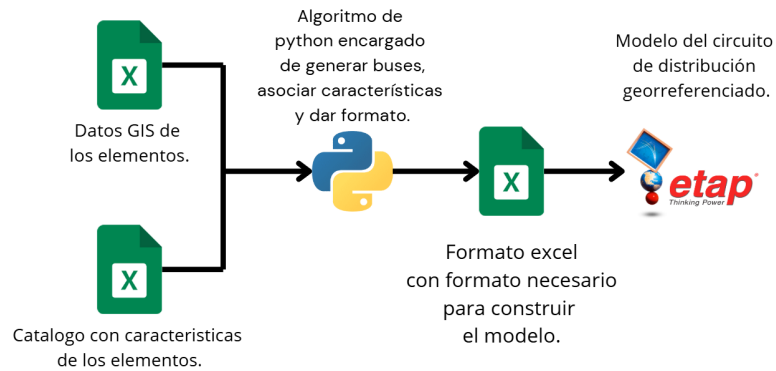 Algoritmo de
python encargado
de generar buses,
asociar características
y dar formato.
Modelo del circuito
de distribución
georreferenciado.
X
Datos GIS de
los elementos.
X
etap
Thinking Power
X
Formato excel
con formato necesario
para construir
el modelo.
Catalogo con caracteristicas
de los elementos.